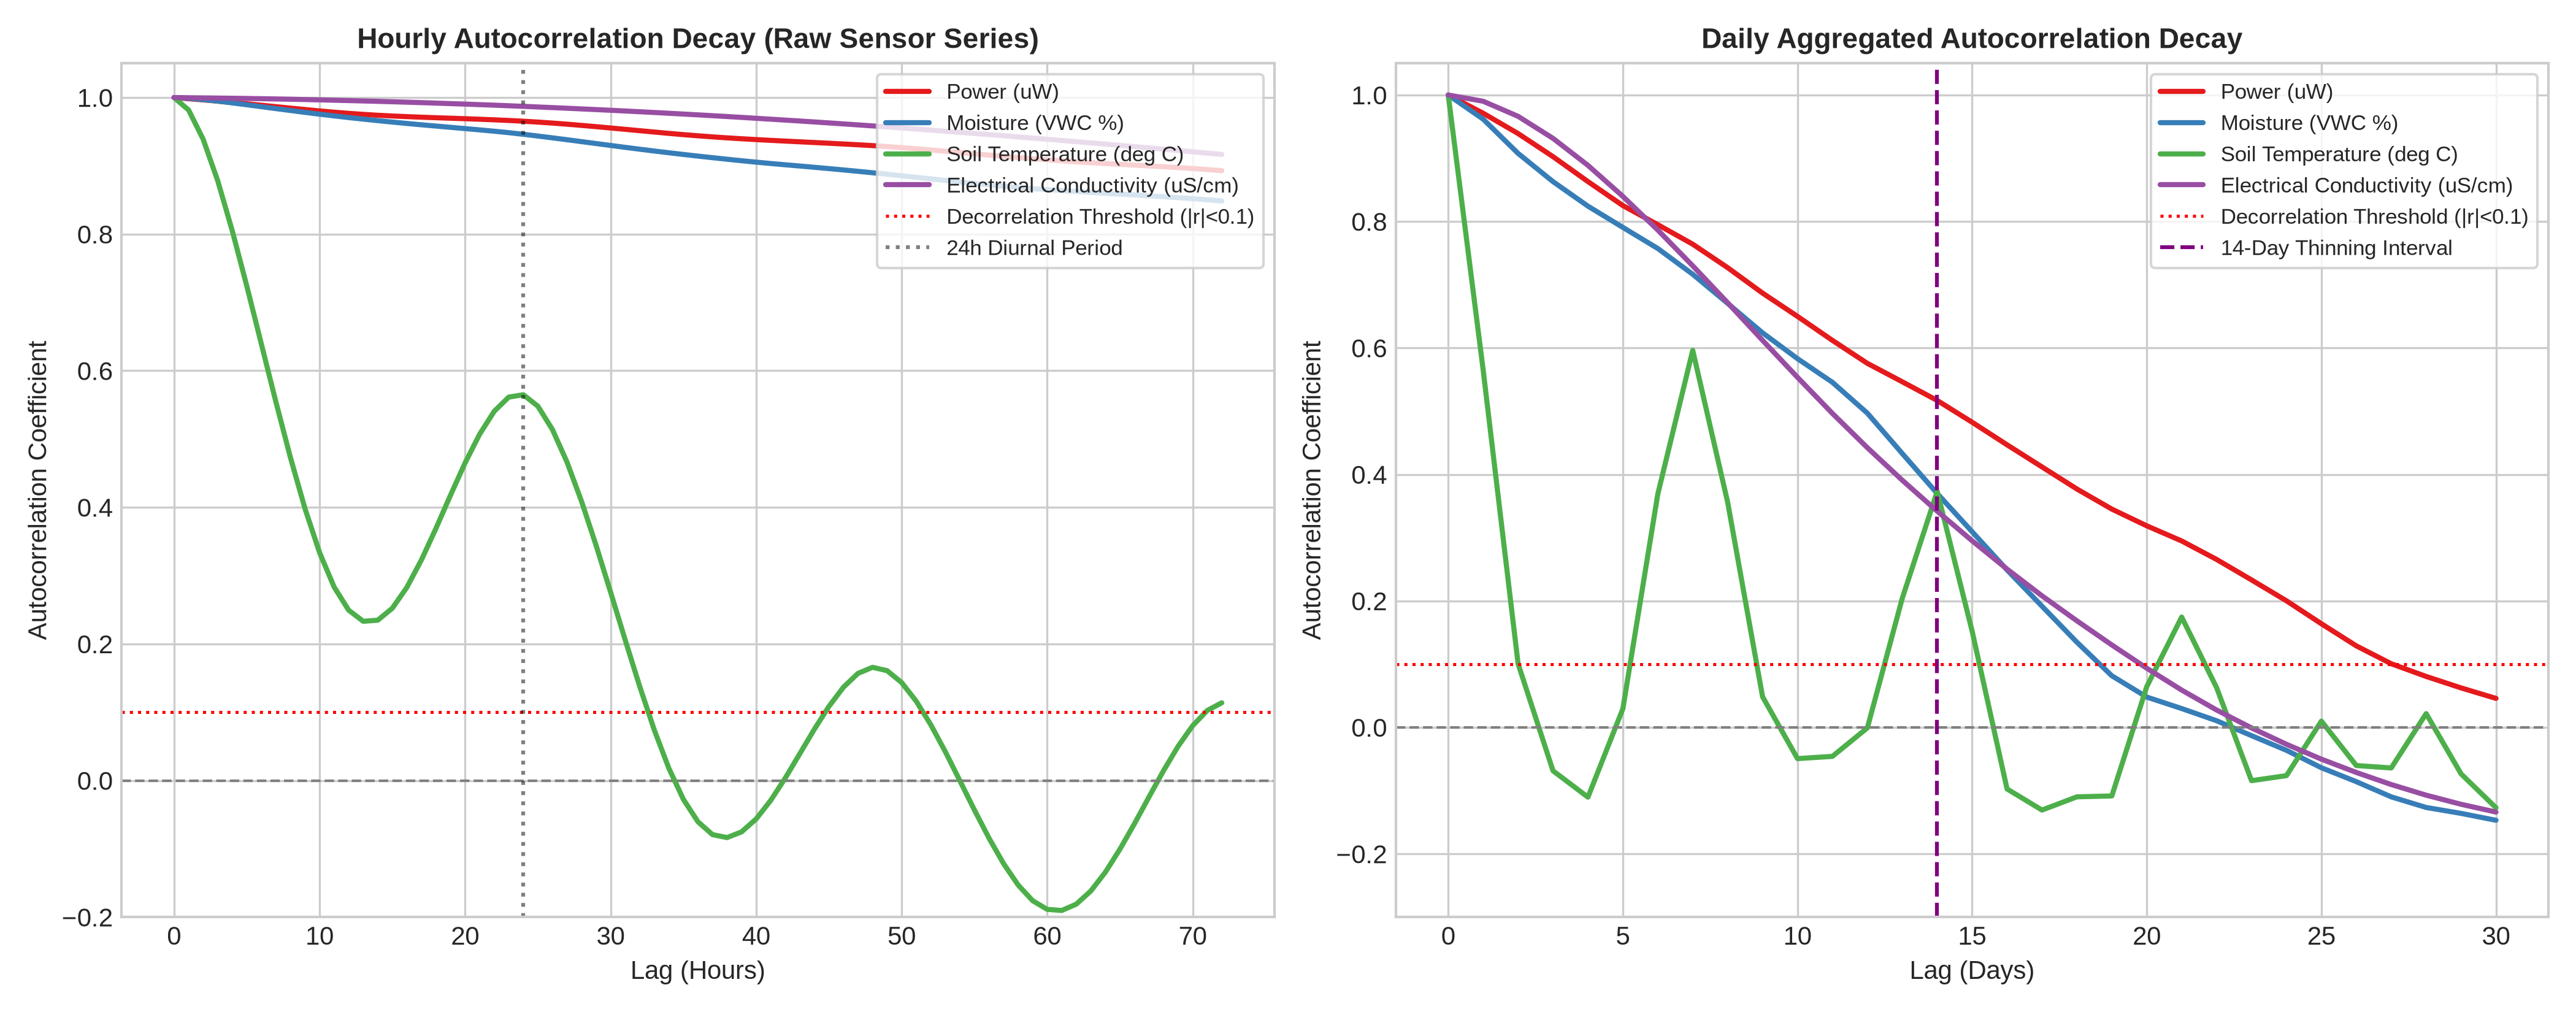 Hourly Autocorrelation Decay (Raw Sensor Series)
Autocorrelation Coefficient
1.0
0.8
0.6
0.4
0.2
0.0
−0.2
Power (uW)
Moisture (VWC %)
Soil Temperature (deg C)
Electrical Conductivity (uS/cm)
Decorrelation Threshold (|r|<0.1)
24h Diurnal Period
0 10 20 30 40 50 60 70
Lag (Hours)
Daily Aggregated Autocorrelation Decay
Autocorrelation Coefficient
1.0
0.8
0.6
0.4
0.2
0.0
−0.2
Power (uW)
Moisture (VWC %)
Soil Temperature (deg C)
Electrical Conductivity (uS/cm)
Decorrelation Threshold (|r|<0.1)
14-Day Thinning Interval
0 5 10 15 20 25 30
Lag (Days)